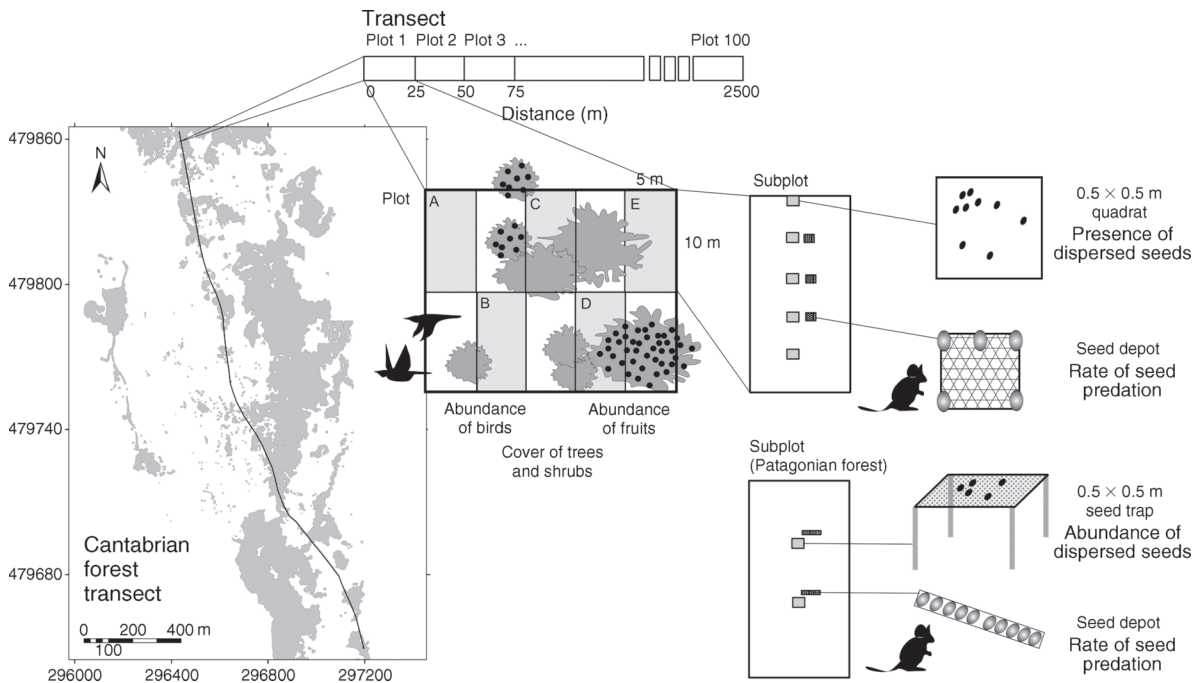 Transect
Plot 1 Plot 2 Plot 3 ... Plot 100
0 25 50 75 2500
Distance (m)
479860
479800
479740
479680
N
Cantabrian
forest
transect
0 200 400 m
100
296000 296400 296800 297200
Plot
5 m
10 m
A
C
E
B
D
Abundance
of birds
Abundance
of fruits
Cover of trees
and shrubs
Subplot
0.5 × 0.5 m
quadrat
Presence of
dispersed seeds
Seed depot
Rate of seed
predation
Subplot
(Patagonian forest)
0.5 × 0.5 m
seed trap
Abundance of
dispersed seeds
Seed depot
Rate of seed
predation